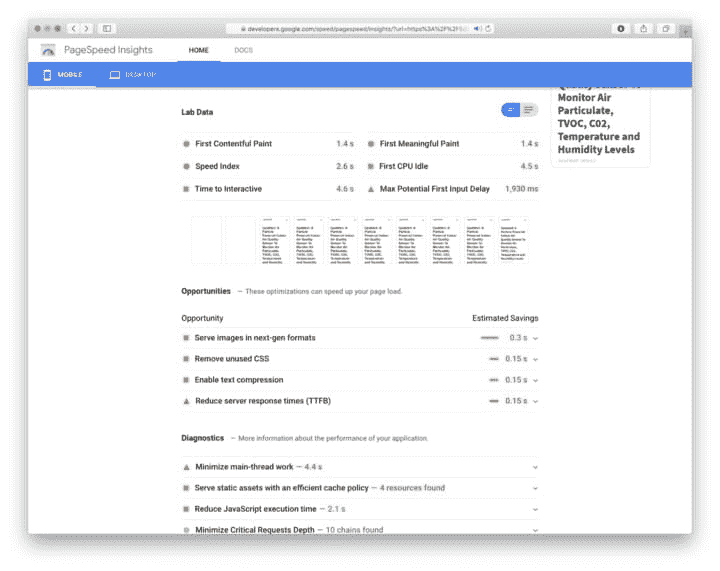 developers.google.com/speed/pagespeed/insights/?url=https%3A%2F%2F
PageSpeed Insights
HOME
DOCS
MOBILE
DESKTOP
Quality Sensor To
Monitor Air
Particulate,
TVOC, C02,
Temperature and
Humidity Levels
Lab Data
First Contentful Paint 1.4 s
First Meaningful Paint 1.4 s
Speed Index 2.6 s
First CPU Idle 4.5 s
Time to Interactive 4.6 s
Max Potential First Input Delay 1,930 ms
Opportunities — These optimizations can speed up your page load.
Opportunity Estimated Savings
Serve images in next-gen formats 0.3 s
Remove unused CSS 0.15 s
Enable text compression 0.15 s
Reduce server response times (TTFB) 0.15 s
Diagnostics — More information about the performance of your application.
Minimize main-thread work — 4.4 s
Serve static assets with an efficient cache policy — 4 resources found
Reduce JavaScript execution time — 2.1 s
Minimize Critical Requests Depth — 10 chains found